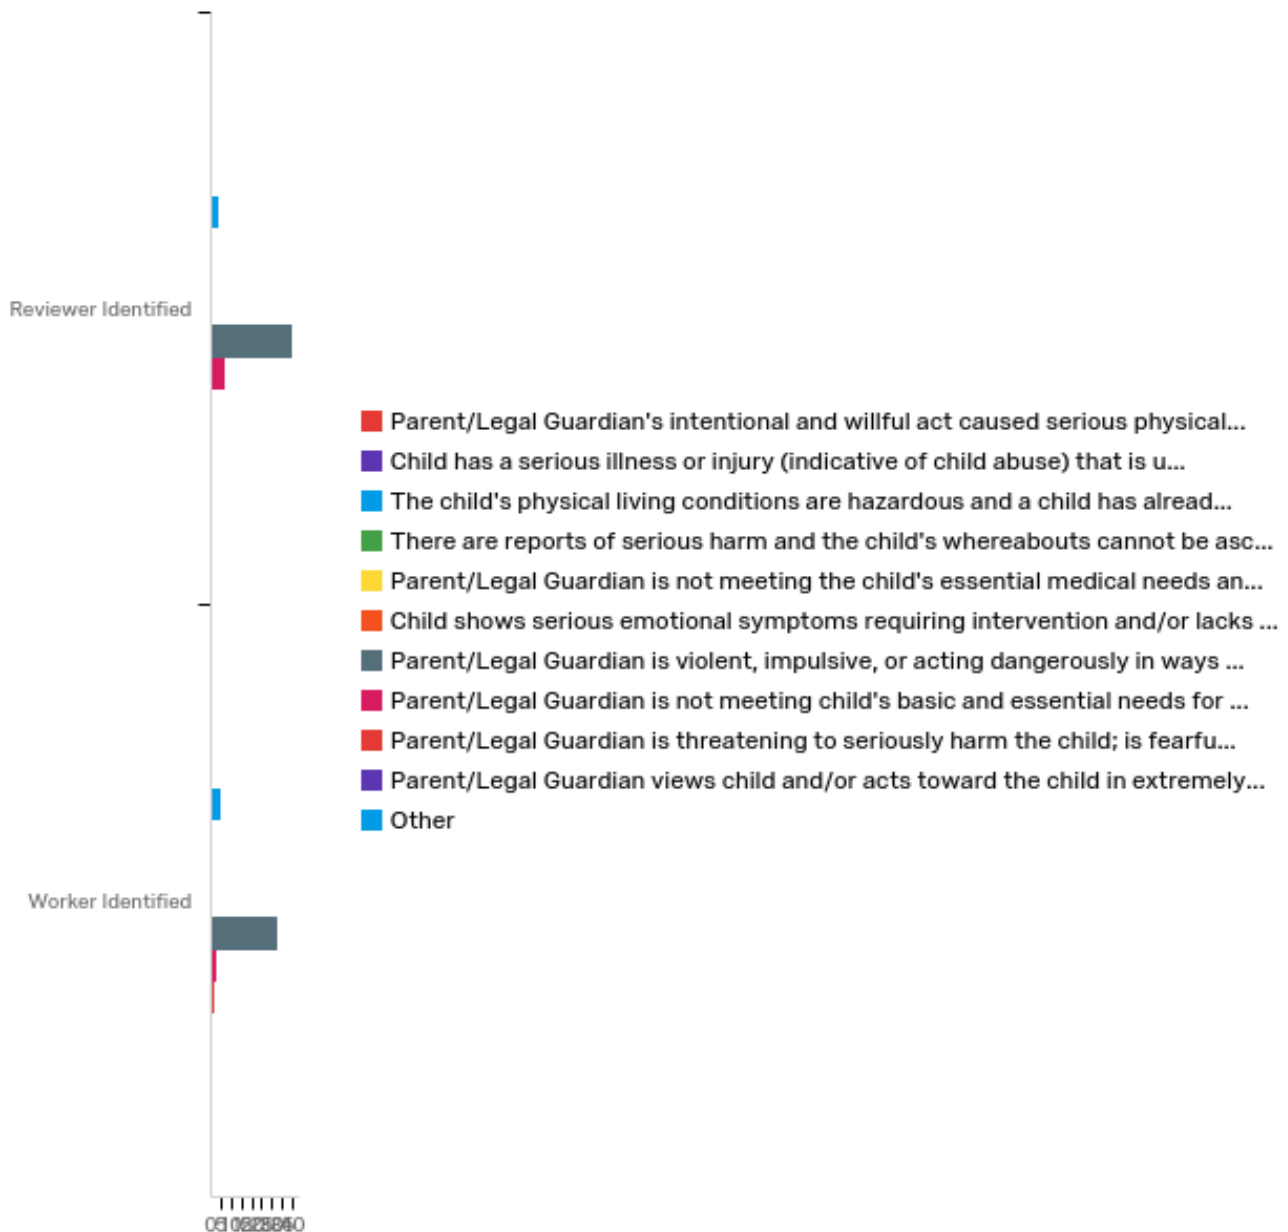 Reviewer Identified
Parent/Legal Guardian's intentional and willful act caused serious physical...
Child has a serious illness or injury (indicative of child abuse) that is u...
The child's physical living conditions are hazardous and a child has alread...
There are reports of serious harm and the child's whereabouts cannot be asc...
Parent/Legal Guardian is not meeting the child's essential medical needs an...
Child shows serious emotional symptoms requiring intervention and/or lacks ...
Parent/Legal Guardian is violent, impulsive, or acting dangerously in ways ...
Parent/Legal Guardian is not meeting child's basic and essential needs for ...
Parent/Legal Guardian is threatening to seriously harm the child; is fearfu...
Parent/Legal Guardian views child and/or acts toward the child in extremely...
Other
Worker Identified